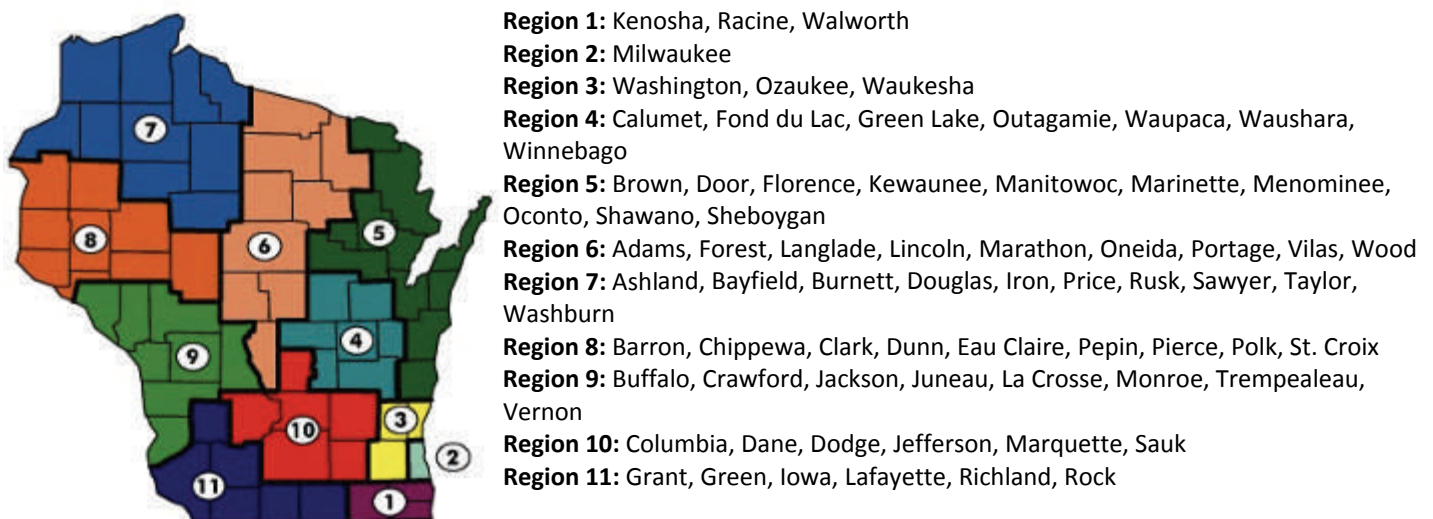 Region 1: Kenosha, Racine, Walworth
Region 2: Milwaukee
Region 3: Washington, Ozaukee, Waukesha
Region 4: Calumet, Fond du Lac, Green Lake, Outagamie, Waupaca, Waushara,
Winnebago
Region 5: Brown, Door, Florence, Kewaunee, Manitowoc, Marinette, Menominee,
Oconto, Shawano, Sheboygan
Region 6: Adams, Forest, Langlade, Lincoln, Marathon, Oneida, Portage, Vilas, Wood
Region 7: Ashland, Bayfield, Burnett, Douglas, Iron, Price, Rusk, Sawyer, Taylor,
Washburn
Region 8: Barron, Chippewa, Clark, Dunn, Eau Claire, Pepin, Pierce, Polk, St. Croix
Region 9: Buffalo, Crawford, Jackson, Juneau, La Crosse, Monroe, Trempealeau,
Vernon
Region 10: Columbia, Dane, Dodge, Jefferson, Marquette, Sauk
Region 11: Grant, Green, Iowa, Lafayette, Richland, Rock
7
8
6
5
9
4
10
3
2
11
1